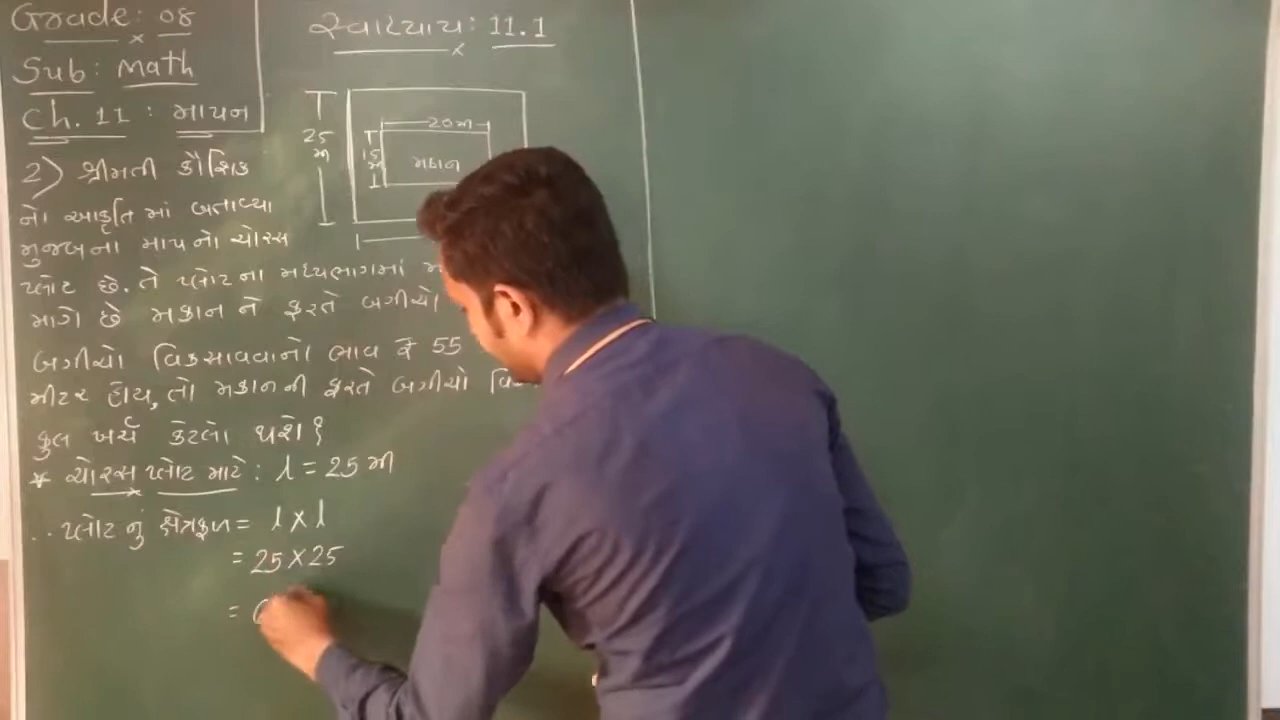 Grade: 08
Sub: Math
Ch. 11 : માપન
સ્વાધ્યાય: 11.1
25
મ
20મ
15
મ
મકાન
2) શ્રીમતી કૌશિક
ને આકૃતિ માં બતાવ્યા
મુજબના માપનો ચોરસ
પ્લોટ છે. તે પ્લોટના મધ્યભાગમાં
માગે છે મકાન ને ફરતે બગીચો
બગીચો વિકસાવવાનો ભાવ ₹ 55
મીટર હોય, તો મકાનની ફરતે બગીચો
કુલ ખર્ચ કેટલો થશે?
* ચોરસ પ્લોટ માટે : l = 25 મી
∴ પ્લોટ નું ક્ષેત્રફળ = l × l
= 25 × 25
=